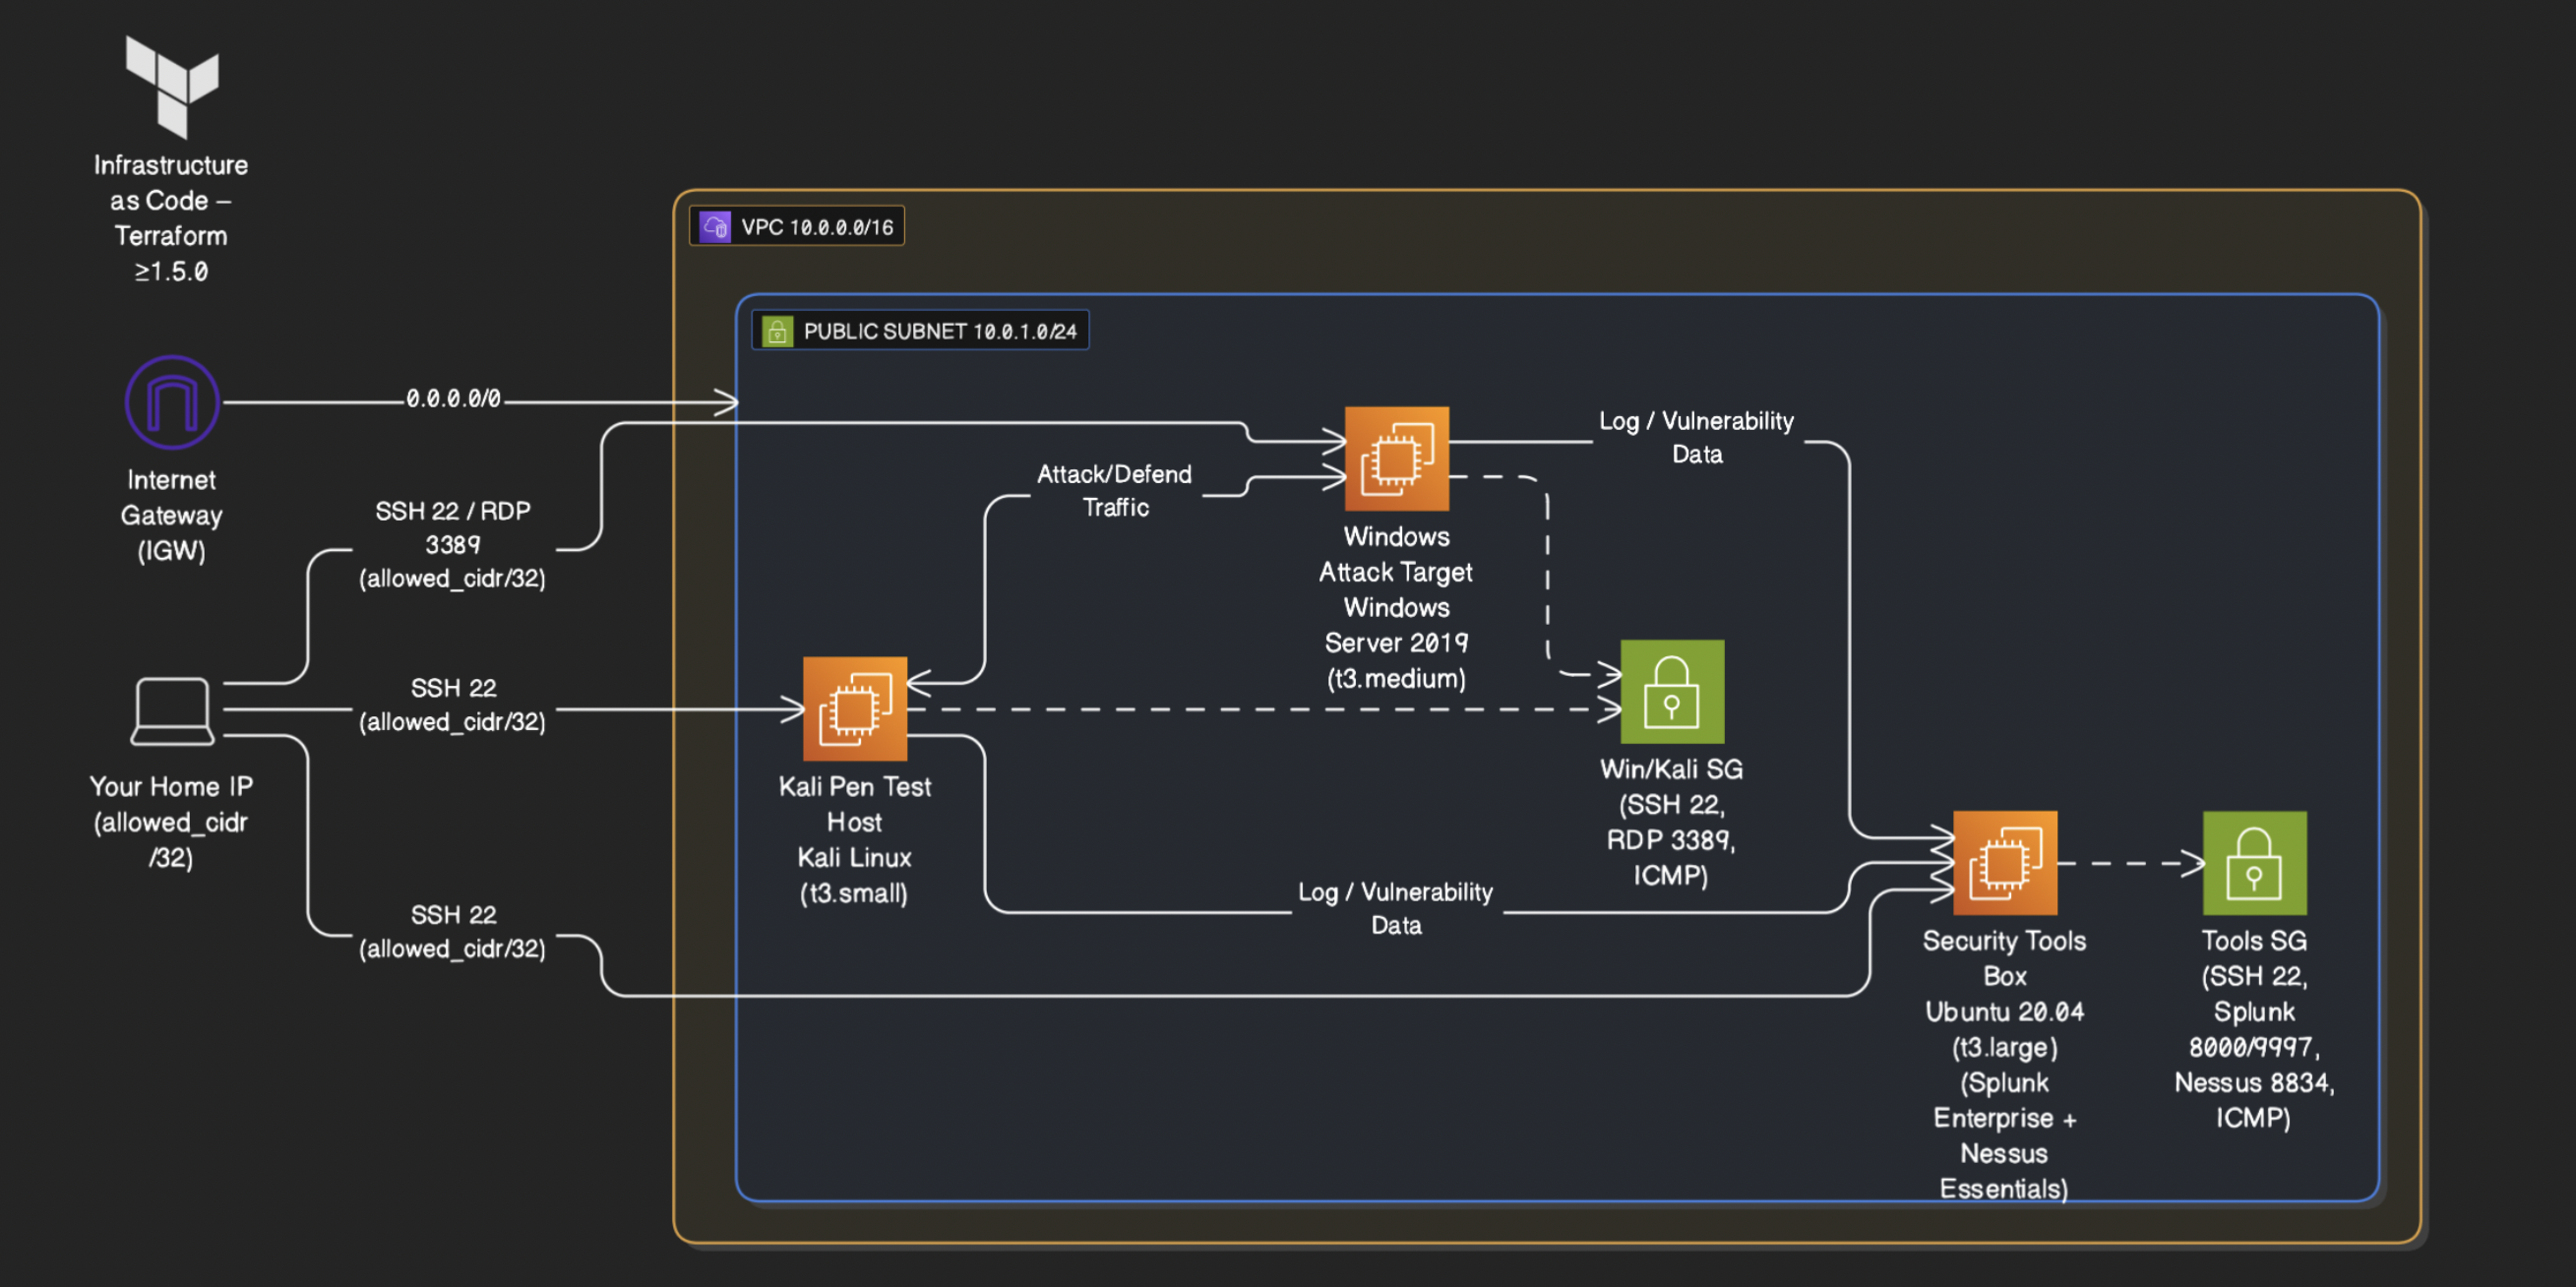 Infrastructure
as Code –
Terraform
≥1.5.0
VPC 10.0.0.0/16
PUBLIC SUBNET 10.0.1.0/24
0.0.0.0/0
Internet
Gateway
(IGW)
SSH 22 / RDP
3389
(allowed_cidr/32)
Attack/Defend
Traffic
Log / Vulnerability
Data
Windows
Attack Target
Windows
Server 2019
(t3.medium)
SSH 22
(allowed_cidr/32)
Your Home IP
(allowed_cidr
/32)
Kali Pen Test
Host
Kali Linux
(t3.small)
Win/Kali SG
(SSH 22,
RDP 3389,
ICMP)
SSH 22
(allowed_cidr/32)
Log / Vulnerability
Data
Security Tools
Box
Ubuntu 20.04
(t3.large)
(Splunk
Enterprise +
Nessus
Essentials)
Tools SG
(SSH 22,
Splunk
8000/9997,
Nessus 8834,
ICMP)